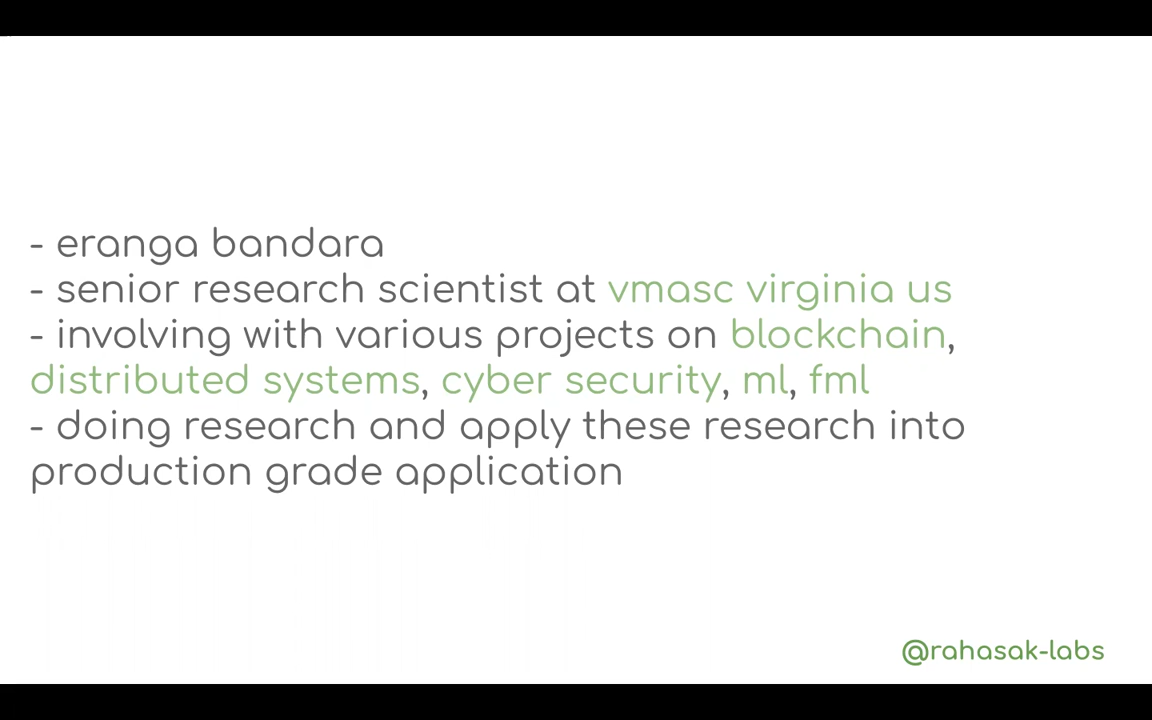 - eranga bandara
- senior research scientist at vmasc virginia us
- involving with various projects on blockchain,
distributed systems, cyber security, ml, fml
- doing research and apply these research into
production grade application
@rahasak-labs